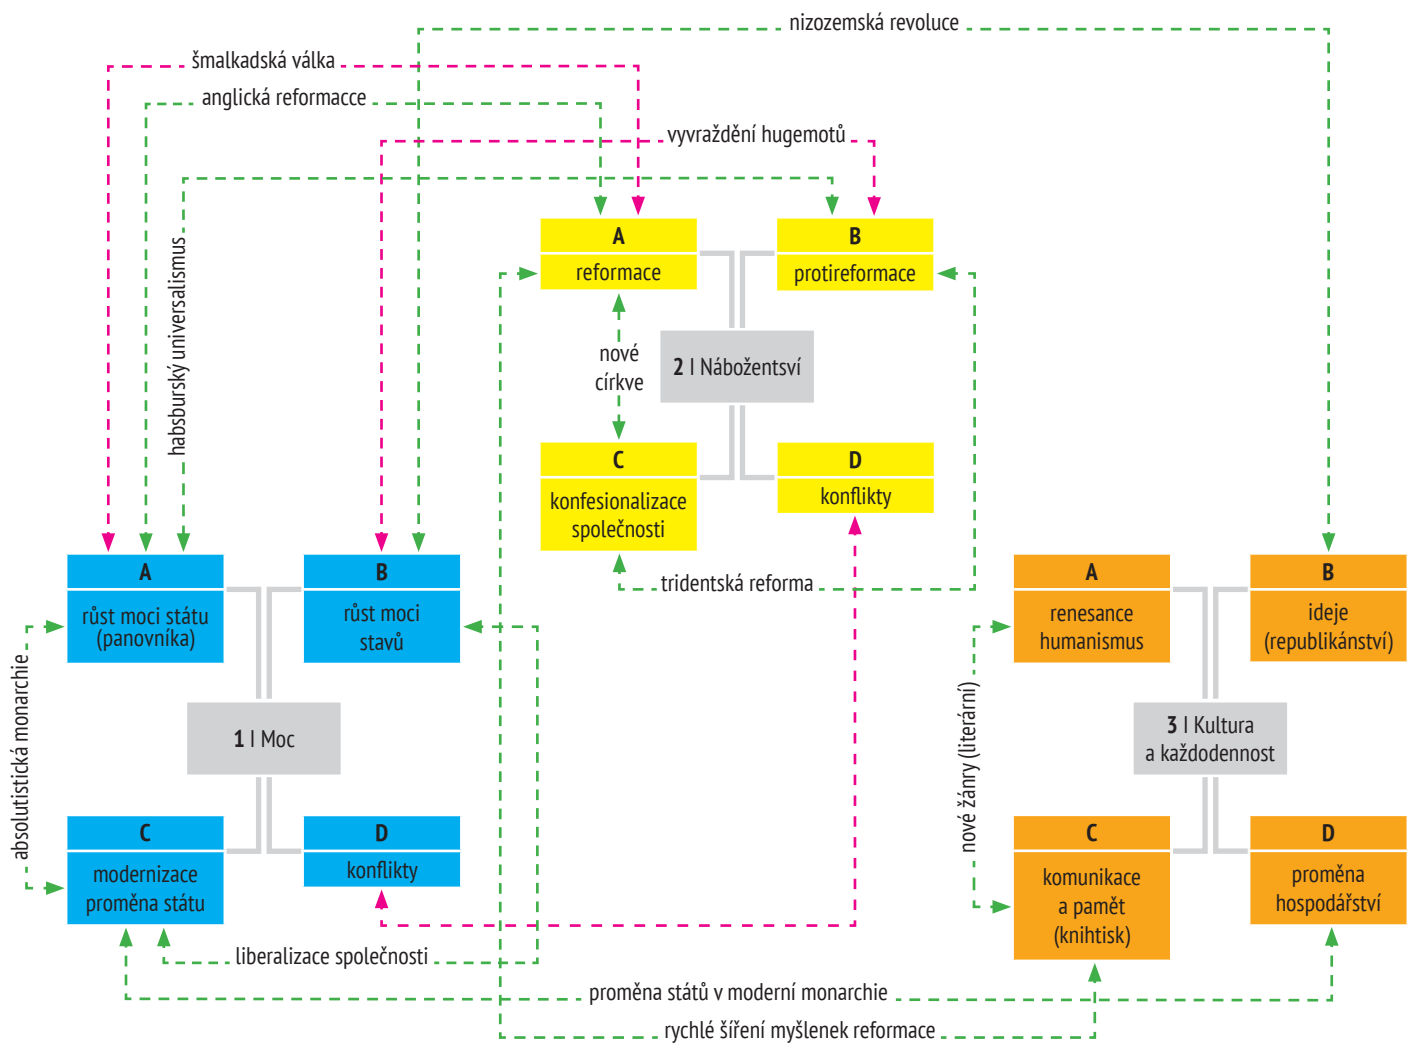 nizozemská revoluce
šmalkadská válka
anglická reformacce
vyvraždění hugemotů
habsburský universalismus
A
reformace
B
protireformace
nové
církve
2 I Nábožentsví
C
konfesionalizace
společnosti
D
konflikty
tridentská reforma
A
růst moci státu
(panovníka)
B
růst moci
stavů
absolutistická monarchie
1 I Moc
C
modernizace
proměna státu
D
konflikty
liberalizace společnosti
A
renesance
humanismus
B
ideje
(republikánství)
nové žánry (literární)
3 I Kultura
a každodennost
C
komunikace
a pamět
(knihtisk)
D
proměna
hospodářství
proměna států v moderní monarchie
rychlé šíření myšlenek reformace